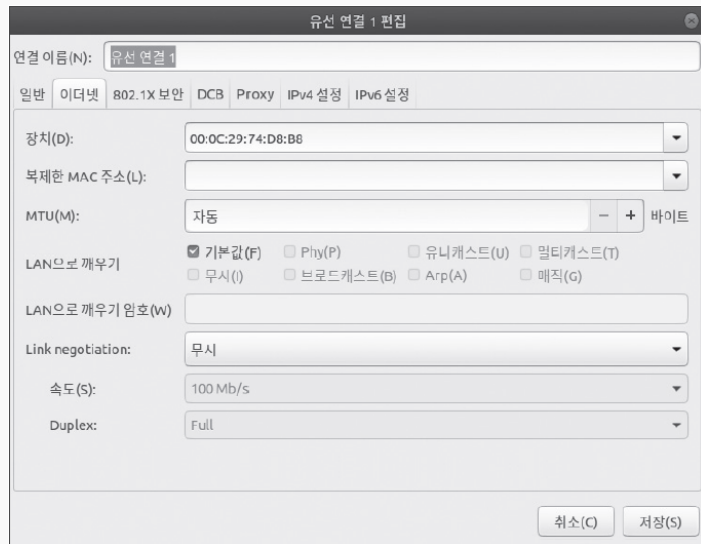 유선 연결 1 편집
연결 이름(N): 유선 연결 1
일반 이더넷 802.1X 보안 DCB Proxy IPv4 설정 IPv6 설정
장치(D): 00:0C:29:74:D8:B8
복제한 MAC 주소(L):
MTU(M): 자동 − + 바이트
LAN으로 깨우기 기본값(F) Phy(P) 유니캐스트(U) 멀티캐스트(T)
무시(I) 브로드캐스트(B) Arp(A) 매직(G)
LAN으로 깨우기 암호(W)
Link negotiation: 무시
속도(S): 100 Mb/s
Duplex: Full
취소(C) 저장(S)